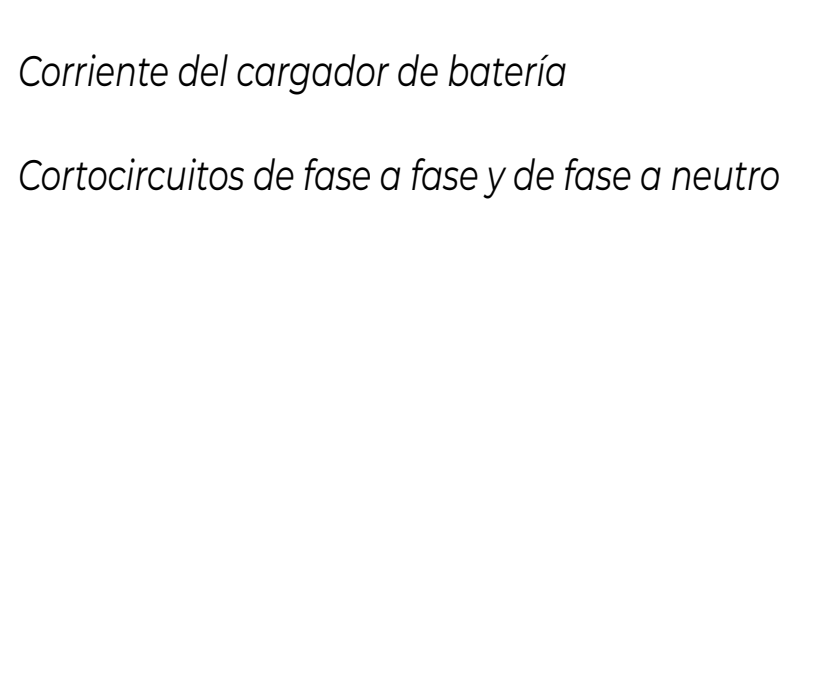 Corriente del cargador de batería
Cortocircuitos de fase a fase y de fase a neutro